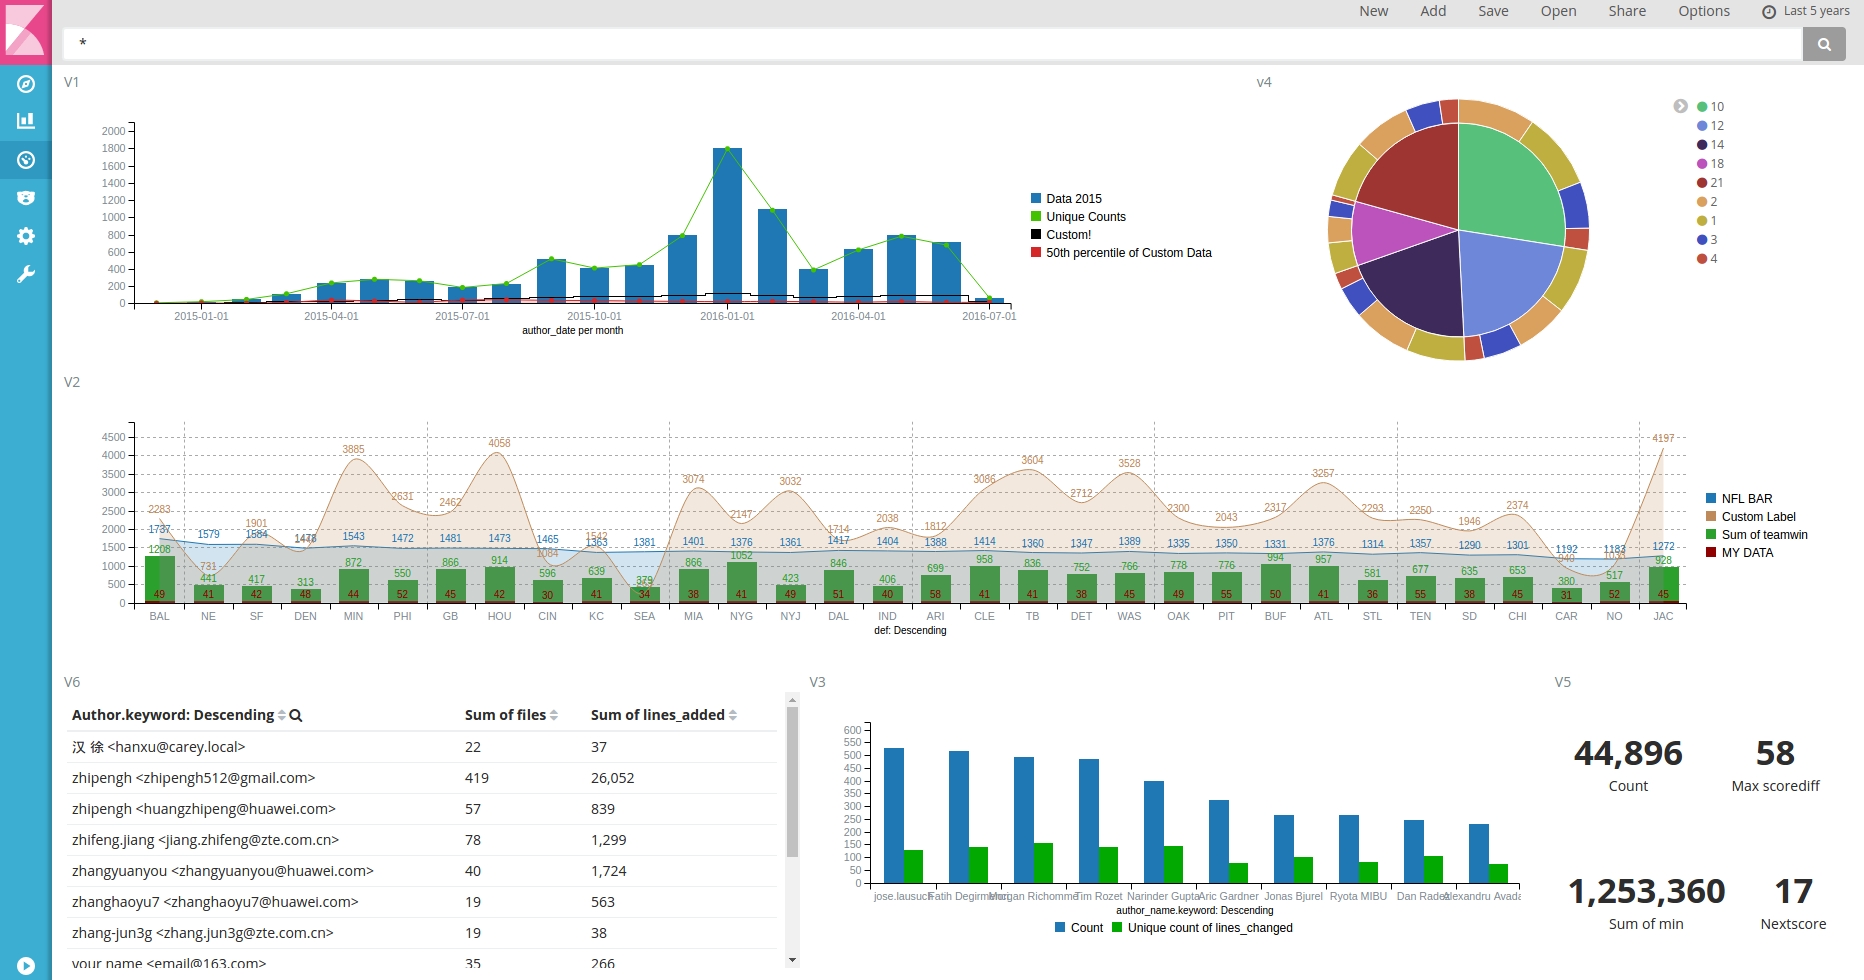 New Add Save Open Share Options Last 5 years
*
V1
2000
1800
1600
1400
1200
1000
800
600
400
200
0
2015-01-01 2015-04-01 2015-07-01 2015-10-01 2016-01-01 2016-04-01 2016-07-01
author_date per month
Data 2015
Unique Counts
Custom!
50th percentile of Custom Data
v4
10
12
14
18
21
2
1
3
4
V2
4500
4000
3500
3000
2500
2000
1500
1000
500
0
2283 731 1901 3885 2631 2462 4058 1084 1542 3074 2147 3032 1714 2038 1812 3086 3604 2712 3528 2300 2043 2317 3257 2293 2250 1946 2374 940 4197
1737 1579 1584 1478 1543 1472 1481 1473 1465 1363 1381 1401 1376 1361 1417 1404 1388 1414 1360 1347 1389 1335 1350 1331 1376 1314 1357 1290 1301 1192 1183 1272
1208 441 417 313 872 550 866 914 596 639 379 866 1052 423 846 406 699 958 836 752 766 778 776 994 957 581 677 635 653 380 517 928
49 41 42 48 44 52 45 42 30 41 34 38 41 49 51 40 58 41 41 38 45 49 55 50 41 36 55 38 45 31 52 45
BAL NE SF DEN MIN PHI GB HOU CIN KC SEA MIA NYG NYJ DAL IND ARI CLE TB DET WAS OAK PIT BUF ATL STL TEN SD CHI CAR NO JAC
def: Descending
NFL BAR
Custom Label
Sum of teamwin
MY DATA
V6
Author.keyword: Descending Sum of files Sum of lines_added
汉 徐 <hanxu@carey.local> 22 37
zhipengh <zhipengh512@gmail.com> 419 26,052
zhipengh <huangzhipeng@huawei.com> 57 839
zhifeng.jiang <jiang.zhifeng@zte.com.cn> 78 1,299
zhangyuanyou <zhangyuanyou@huawei.com> 40 1,724
zhanghaoyu7 <zhanghaoyu7@huawei.com> 19 563
zhang-jun3g <zhang.jun3g@zte.com.cn> 19 38
your name <email@163.com> 35 266
V3
600
550
500
450
400
350
300
250
200
150
100
50
0
jose.lausuch Fatih Degirmenci Morgan Richomme Tim Rozet Narinder Gupta Aric Gardner Jonas Bjurel Ryota MIBU Dan Radez Alexandru Avada
author_name.keyword: Descending
Count Unique count of lines_changed
V5
44,896 58
Count Max scorediff
1,253,360 17
Sum of min Nextscore